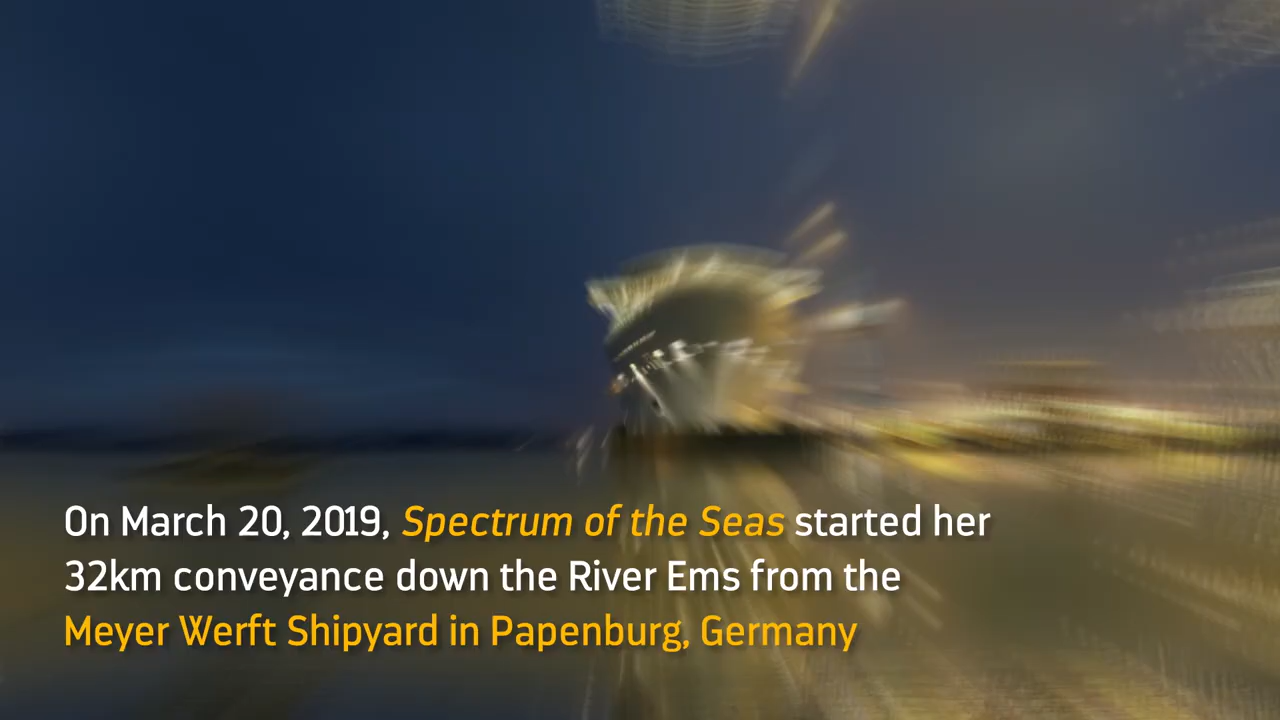 On March 20, 2019, Spectrum of the Seas started her
32km conveyance down the River Ems from the
Meyer Werft Shipyard in Papenburg, Germany